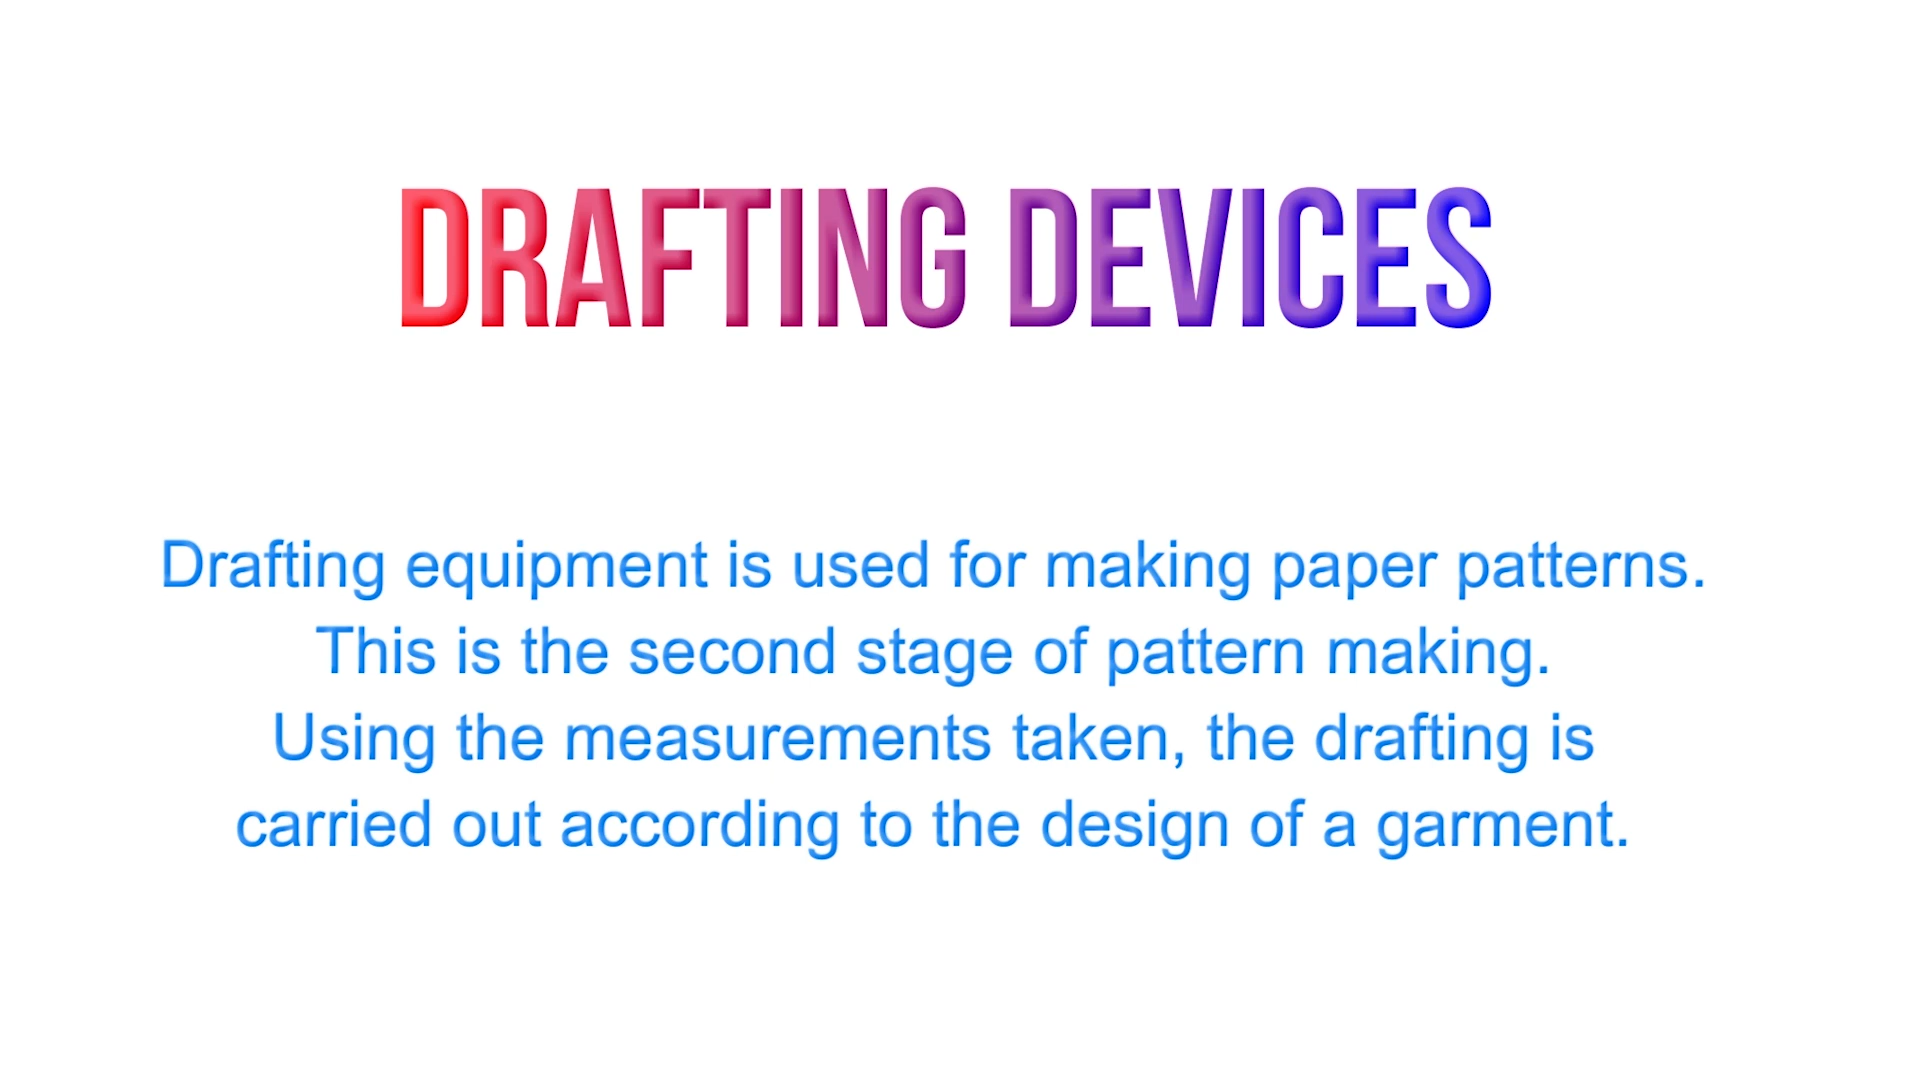 DRAFTING DEVICES
Drafting equipment is used for making paper patterns.
This is the second stage of pattern making.
Using the measurements taken, the drafting is
carried out according to the design of a garment.